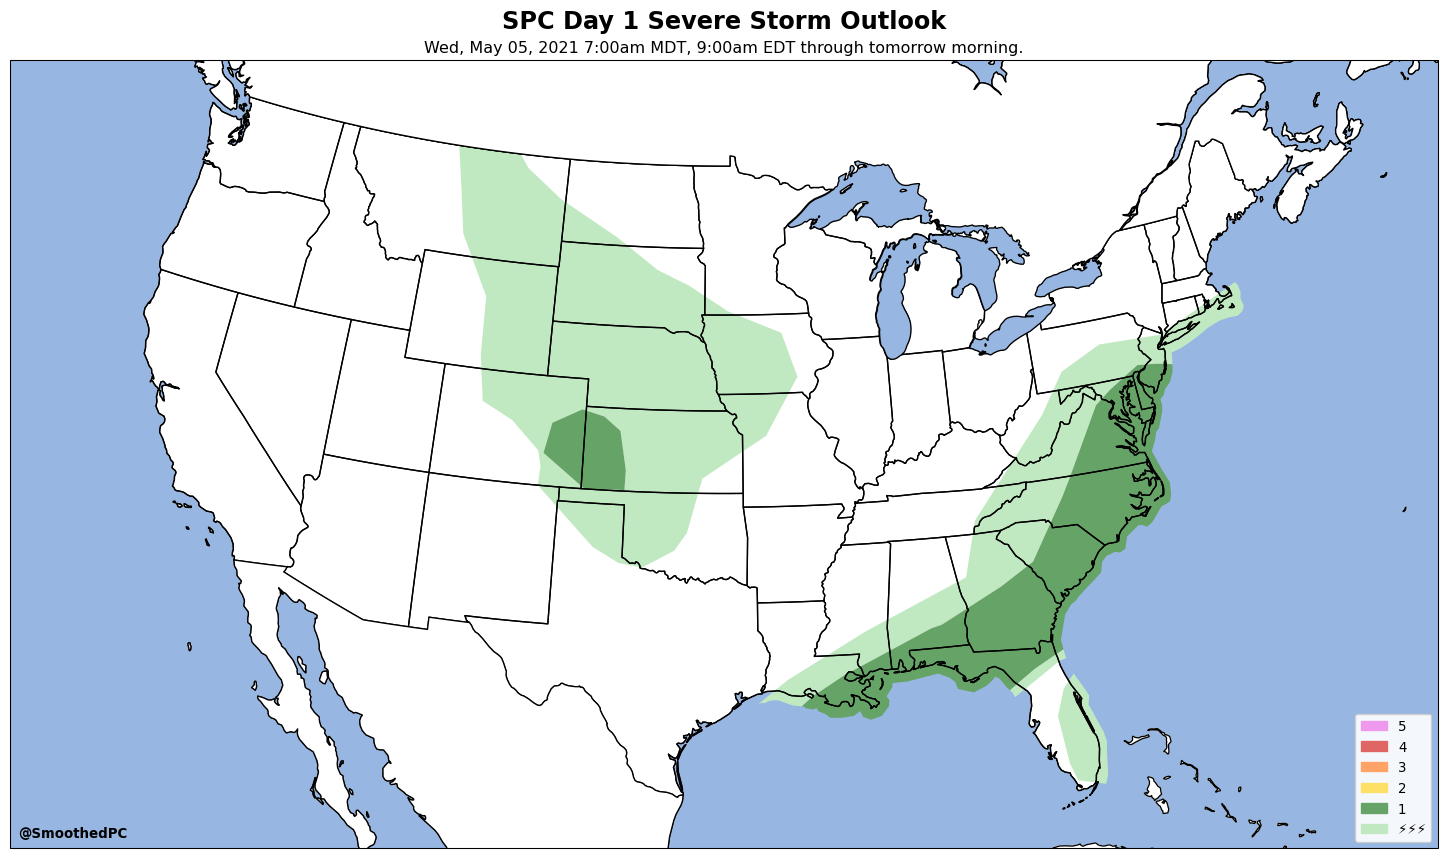 SPC Day 1 Severe Storm Outlook
Wed, May 05, 2021 7:00am MDT, 9:00am EDT through tomorrow morning.
5
4
3
2
1
⚡⚡⚡
@SmoothedPC